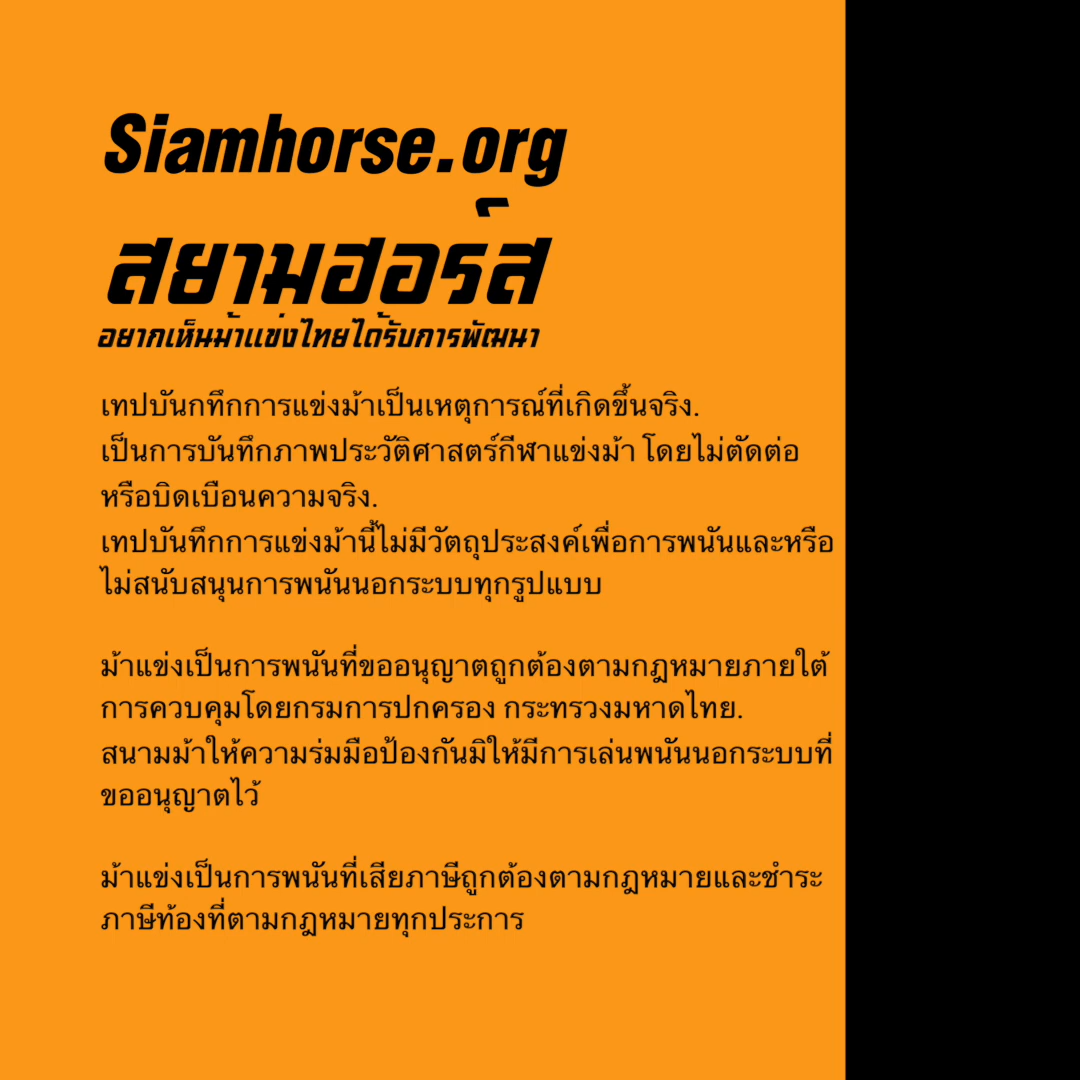 Siamhorse.org
สยามฮอร์ส
อยากเห็นม้าแข่งไทยได้รับการพัฒนา
เทปบันกทึกการแข่งม้าเป็นเหตุการณ์ที่เกิดขึ้นจริง.
เป็นการบันทึกภาพประวัติศาสตร์กีฬาแข่งม้า โดยไม่ตัดต่อ
หรือบิดเบือนความจริง.
เทปบันทึกการแข่งม้านี้ไม่มีวัตถุประสงค์เพื่อการพนันและหรือ
ไม่สนับสนุนการพนันนอกระบบทุกรูปแบบ
ม้าแข่งเป็นการพนันที่ขออนุญาตถูกต้องตามกฎหมายภายใต้
การควบคุมโดยกรมการปกครอง กระทรวงมหาดไทย.
สนามม้าให้ความร่มมือป้องกันมิให้มีการเล่นพนันนอกระบบที่
ขออนุญาตไว้
ม้าแข่งเป็นการพนันที่เสียภาษีถูกต้องตามกฎหมายและชำระ
ภาษีท้องที่ตามกฎหมายทุกประการ